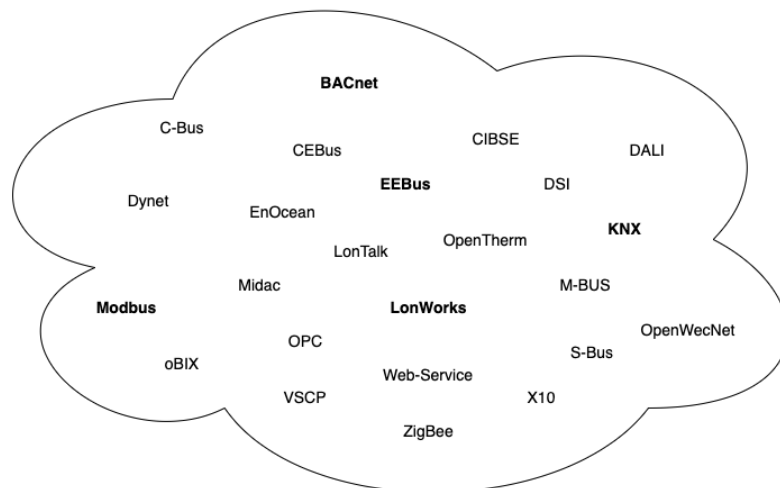 BACnet
C-Bus
CEBus
CIBSE
DALI
EEBus
DSI
Dynet
EnOcean
KNX
LonTalk
OpenTherm
Midac
M-BUS
Modbus
LonWorks
OpenWecNet
OPC
S-Bus
oBIX
Web-Service
VSCP
X10
ZigBee